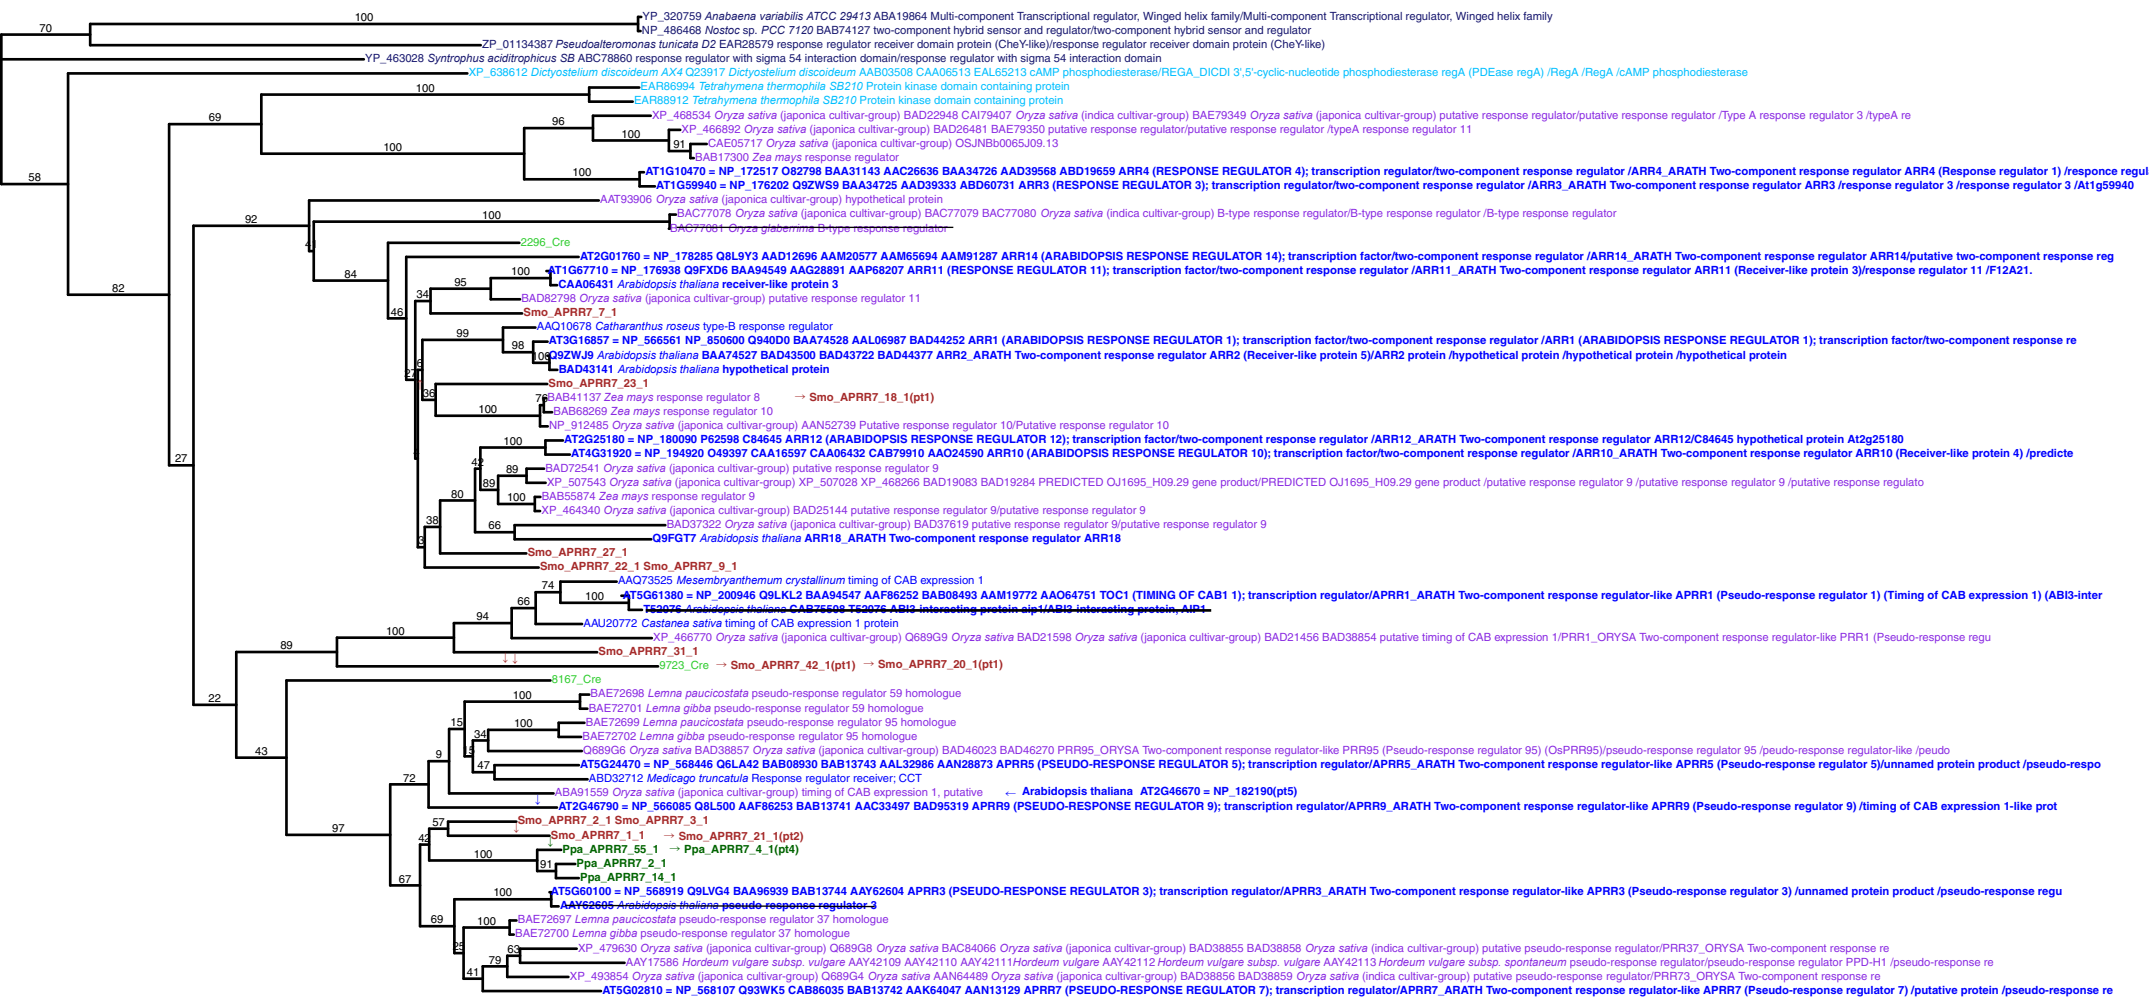 100
YP_320759 Anabaena variabilis ATCC 29413 ABA19864 Multi-component Transcriptional regulator, Winged helix family/Multi-component Transcriptional regulator, Winged helix family
70
NP_486468 Nostoc sp. PCC 7120 BAB74127 two-component hybrid sensor and regulator/two-component hybrid sensor and regulator
ZP_01134387 Pseudoalteromonas tunicata D2 EAR28579 response regulator receiver domain protein (CheY-like)/response regulator receiver domain protein (CheY-like)
YP_463028 Syntrophus aciditrophicus SB ABC78860 response regulator with sigma 54 interaction domain/response regulator with sigma 54 interaction domain
XP_638612 Dictyostelium discoideum AX4 Q23917 Dictyostelium discoideum AAB03508 CAA06513 EAL65213 cAMP phosphodiesterase/REGA_DICDI 3',5'-cyclic-nucleotide phosphodiesterase regA (PDEase regA) /RegA /RegA /cAMP phosphodiesterase
100
EAR86994 Tetrahymena thermophila SB210 Protein kinase domain containing protein
EAR88912 Tetrahymena thermophila SB210 Protein kinase domain containing protein
69
XP_468534 Oryza sativa (japonica cultivar-group) BAD22948 CAI79407 Oryza sativa (indica cultivar-group) BAE79349 Oryza sativa (japonica cultivar-group) putative response regulator/putative response regulator /Type A response regulator 3 /typeA re
96
XP_466892 Oryza sativa (japonica cultivar-group) BAD26481 BAE79350 putative response regulator/putative response regulator /typeA response regulator 11
100
CAE05717 Oryza sativa (japonica cultivar-group) OSJNBb0065J09.13
91
100
BAB17300 Zea mays response regulator
AT1G10470 = NP_172517 O82798 BAA31143 AAC26636 BAA34726 AAD39568 ABD19659 ARR4 (RESPONSE REGULATOR 4); transcription regulator/two-component response regulator /ARR4_ARATH Two-component response regulator ARR4 (Response regulator 1) /responce regul
58
100
AT1G59940 = NP_176202 Q9ZWS9 BAA34725 AAD39333 ABD60731 ARR3 (RESPONSE REGULATOR 3); transcription regulator/two-component response regulator /ARR3_ARATH Two-component response regulator ARR3 /response regulator 3 /response regulator 3 /At1g59940
AAT93906 Oryza sativa (japonica cultivar-group) hypothetical protein
92
100
BAC77078 Oryza sativa (japonica cultivar-group) BAC77079 BAC77080 Oryza sativa (indica cultivar-group) B-type response regulator/B-type response regulator /B-type response regulator
BAC77081 Oryza glaberrima B-type response regulator
2296_Cre
AT2G01760 = NP_178285 Q8L9Y3 AAD12696 AAM20577 AAM65694 AAM91287 ARR14 (ARABIDOPSIS RESPONSE REGULATOR 14); transcription factor/two-component response regulator /ARR14_ARATH Two-component response regulator ARR14/putative two-component response reg
84
100
AT1G67710 = NP_176938 Q9FXD6 BAA94549 AAG28891 AAP68207 ARR11 (RESPONSE REGULATOR 11); transcription factor/two-component response regulator /ARR11_ARATH Two-component response regulator ARR11 (Receiver-like protein 3)/response regulator 11 /F12A21.
95
CAA06431 Arabidopsis thaliana receiver-like protein 3
82
34
BAD82798 Oryza sativa (japonica cultivar-group) putative response regulator 11
46
Smo_APRR7_7_1
AAQ10678 Catharanthus roseus type-B response regulator
99
AT3G16857 = NP_566561 NP_850600 Q940D0 BAA74528 AAL06987 BAD44252 ARR1 (ARABIDOPSIS RESPONSE REGULATOR 1); transcription factor/two-component response regulator /ARR1 (ARABIDOPSIS RESPONSE REGULATOR 1); transcription factor/two-component response re
98
100
Q9ZWJ9 Arabidopsis thaliana BAA74527 BAD43500 BAD43722 BAD44377 ARR2_ARATH Two-component response regulator ARR2 (Receiver-like protein 5)/ARR2 protein /hypothetical protein /hypothetical protein /hypothetical protein
BAD43141 Arabidopsis thaliana hypothetical protein
Smo_APRR7_23_1
36
BAB41137 Zea mays response regulator 8 → Smo_APRR7_18_1(pt1)
100
BAB68269 Zea mays response regulator 10
NP_912485 Oryza sativa (japonica cultivar-group) AAN52739 Putative response regulator 10/Putative response regulator 10
100
AT2G25180 = NP_180090 P62598 C84645 ARR12 (ARABIDOPSIS RESPONSE REGULATOR 12); transcription factor/two-component response regulator /ARR12_ARATH Two-component response regulator ARR12/C84645 hypothetical protein At2g25180
AT4G31920 = NP_194920 O49397 CAA16597 CAA06432 CAB79910 AAO24590 ARR10 (ARABIDOPSIS RESPONSE REGULATOR 10); transcription factor/two-component response regulator /ARR10_ARATH Two-component response regulator ARR10 (Receiver-like protein 4) /predicte
27
42
89
BAD72541 Oryza sativa (japonica cultivar-group) putative response regulator 9
89
XP_507543 Oryza sativa (japonica cultivar-group) XP_507028 XP_468266 BAD19083 BAD19284 PREDICTED OJ1695_H09.29 gene product/PREDICTED OJ1695_H09.29 gene product /putative response regulator 9 /putative response regulator 9 /putative response regulato
80
100
BAB55874 Zea mays response regulator 9
XP_464340 Oryza sativa (japonica cultivar-group) BAD25144 putative response regulator 9/putative response regulator 9
38
66
BAD37322 Oryza sativa (japonica cultivar-group) BAD37619 putative response regulator 9/putative response regulator 9
Q9FGT7 Arabidopsis thaliana ARR18_ARATH Two-component response regulator ARR18
Smo_APRR7_27_1
Smo_APRR7_22_1 Smo_APRR7_9_1
74
AAQ73525 Mesembryanthemum crystallinum timing of CAB expression 1
100
AT5G61380 = NP_200946 Q9LKL2 BAA94547 AAF86252 BAB08493 AAM19772 AAO64751 TOC1 (TIMING OF CAB1 1); transcription regulator/APRR1_ARATH Two-component response regulator-like APRR1 (Pseudo-response regulator 1) (Timing of CAB expression 1) (ABI3-inter
66
T52076 Arabidopsis thaliana CAB75508 T52076 ABI3-interacting protein aip1/ABI3-interacting protein, AIP1
94
AAU20772 Castanea sativa timing of CAB expression 1 protein
100
XP_466770 Oryza sativa (japonica cultivar-group) Q689G9 Oryza sativa BAD21598 Oryza sativa (japonica cultivar-group) BAD21456 BAD38854 putative timing of CAB expression 1/PRR1_ORYSA Two-component response regulator-like PRR1 (Pseudo-response regu
89
Smo_APRR7_31_1
9723_Cre → Smo_APRR7_42_1(pt1) → Smo_APRR7_20_1(pt1)
8167_Cre
22
100
BAE72698 Lemna paucicostata pseudo-response regulator 59 homologue
BAE72701 Lemna gibba pseudo-response regulator 59 homologue
15
100
BAE72699 Lemna paucicostata pseudo-response regulator 95 homologue
34
BAE72702 Lemna gibba pseudo-response regulator 95 homologue
43
9
Q689G6 Oryza sativa BAD38857 Oryza sativa (japonica cultivar-group) BAD46023 BAD46270 PRR95_ORYSA Two-component response regulator-like PRR95 (Pseudo-response regulator 95) (OsPRR95)/pseudo-response regulator 95 /peudo-response regulator-like /peudo
47
AT5G24470 = NP_568446 Q6LA42 BAB08930 BAB13743 AAL32986 AAN28873 APRR5 (PSEUDO-RESPONSE REGULATOR 5); transcription regulator/APRR5_ARATH Two-component response regulator-like APRR5 (Pseudo-response regulator 5)/unnamed protein product /pseudo-respo
72
ABD32712 Medicago truncatula Response regulator receiver; CCT
ABA91559 Oryza sativa (japonica cultivar-group) timing of CAB expression 1, putative ← Arabidopsis thaliana AT2G46670 = NP_182190(pt5)
AT2G46790 = NP_566085 Q8L500 AAF86253 BAB13741 AAC33497 BAD95319 APRR9 (PSEUDO-RESPONSE REGULATOR 9); transcription regulator/APRR9_ARATH Two-component response regulator-like APRR9 (Pseudo-response regulator 9) /timing of CAB expression 1-like prot
97
57
Smo_APRR7_2_1 Smo_APRR7_3_1
42
Smo_APRR7_1_1 → Smo_APRR7_21_1(pt2)
100
Ppa_APRR7_55_1 → Ppa_APRR7_4_1(pt4)
91
Ppa_APRR7_2_1
67
Ppa_APRR7_14_1
100
AT5G60100 = NP_568919 Q9LVG4 BAA96939 BAB13744 AAY62604 APRR3 (PSEUDO-RESPONSE REGULATOR 3); transcription regulator/APRR3_ARATH Two-component response regulator-like APRR3 (Pseudo-response regulator 3) /unnamed protein product /pseudo-response regu
AAY62605 Arabidopsis thaliana pseudo-response regulator 3
69
100
BAE72697 Lemna paucicostata pseudo-response regulator 37 homologue
BAE72700 Lemna gibba pseudo-response regulator 37 homologue
63
XP_479630 Oryza sativa (japonica cultivar-group) Q689G8 Oryza sativa BAC84066 Oryza sativa (japonica cultivar-group) BAD38855 BAD38858 Oryza sativa (indica cultivar-group) putative pseudo-response regulator/PRR37_ORYSA Two-component response re
79
AAY17586 Hordeum vulgare subsp. vulgare AAY42109 AAY42110 AAY42111Hordeum vulgare AAY42112 Hordeum vulgare subsp. vulgare AAY42113 Hordeum vulgare subsp. spontaneum pseudo-response regulator/pseudo-response regulator PPD-H1 /pseudo-response re
41
XP_493854 Oryza sativa (japonica cultivar-group) Q689G4 Oryza sativa AAN64489 Oryza sativa (japonica cultivar-group) BAD38856 BAD38859 Oryza sativa (indica cultivar-group) putative pseudo-response regulator/PRR73_ORYSA Two-component response re
AT5G02810 = NP_568107 Q93WK5 CAB86035 BAB13742 AAK64047 AAN13129 APRR7 (PSEUDO-RESPONSE REGULATOR 7); transcription regulator/APRR7_ARATH Two-component response regulator-like APRR7 (Pseudo-response regulator 7) /putative protein /pseudo-response re